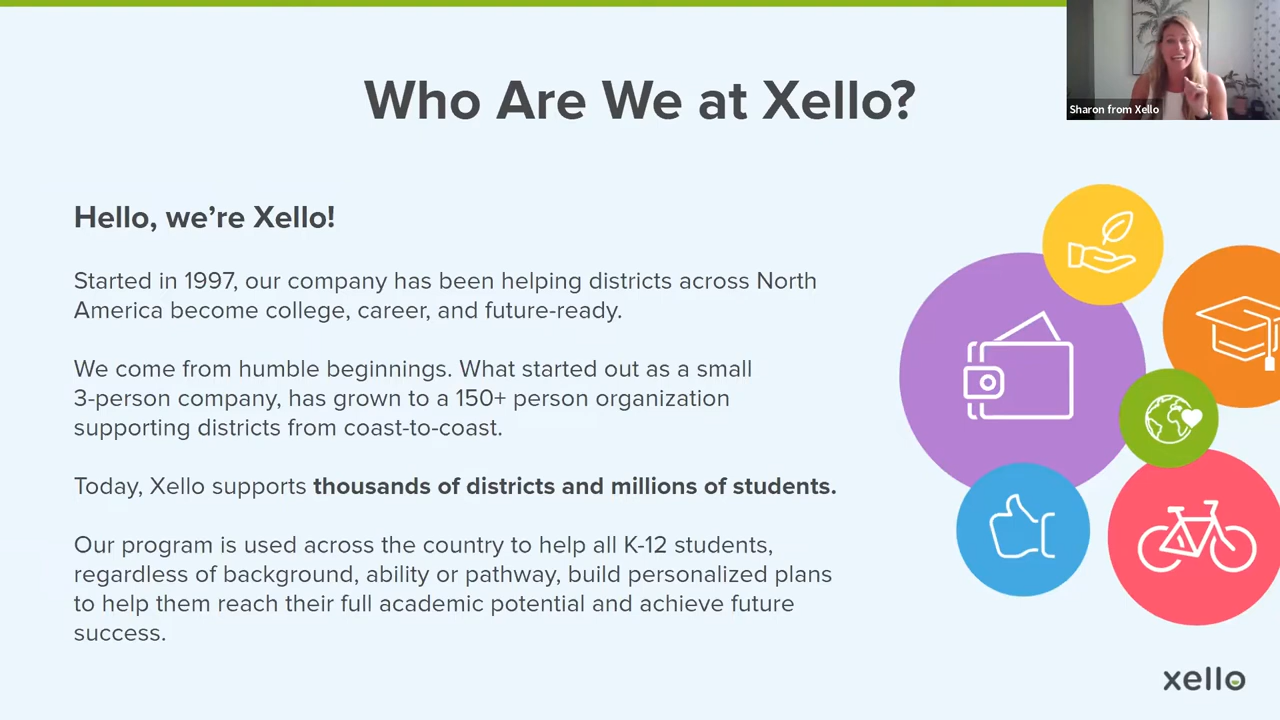 Who Are We at Xello?
Sharon from Xello
Hello, we’re Xello!
Started in 1997, our company has been helping districts across North
America become college, career, and future-ready.
We come from humble beginnings. What started out as a small
3-person company, has grown to a 150+ person organization
supporting districts from coast-to-coast.
Today, Xello supports thousands of districts and millions of students.
Our program is used across the country to help all K-12 students,
regardless of background, ability or pathway, build personalized plans
to help them reach their full academic potential and achieve future
success.
xello